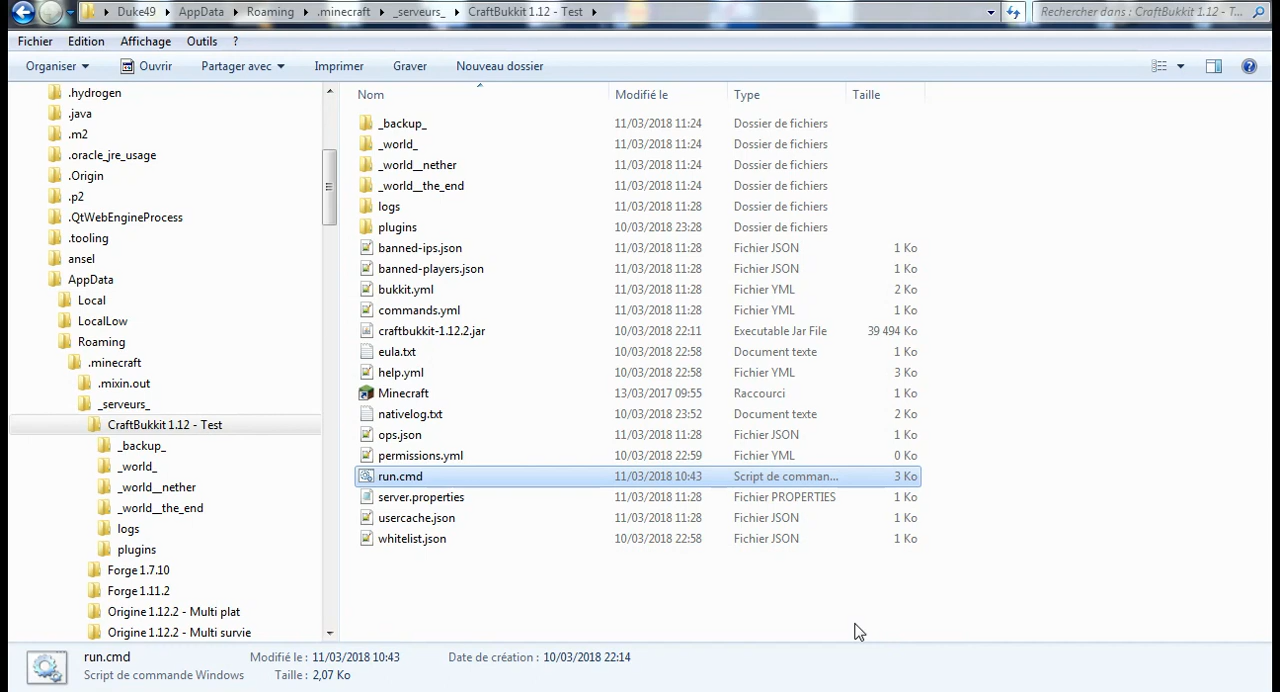 Duke49 ▸ AppData ▸ Roaming ▸ .minecraft ▸ _serveurs_ ▸ CraftBukkit 1.12 - Test ▸
Rechercher dans : CraftBukkit 1.12 - T...
Fichier Edition Affichage Outils ?
Organiser Ouvrir Partager avec Imprimer Graver Nouveau dossier
.hydrogen
.java
.m2
.oracle_jre_usage
.Origin
.p2
.QtWebEngineProcess
.tooling
ansel
AppData
Local
LocalLow
Roaming
.minecraft
.mixin.out
_serveurs_
CraftBukkit 1.12 - Test
_backup_
_world_
_world__nether
_world__the_end
logs
plugins
Forge 1.7.10
Forge 1.11.2
Origine 1.12.2 - Multi plat
Origine 1.12.2 - Multi survie
Nom Modifié le Type Taille
_backup_ 11/03/2018 11:24 Dossier de fichiers
_world_ 11/03/2018 11:24 Dossier de fichiers
_world__nether 11/03/2018 11:24 Dossier de fichiers
_world__the_end 11/03/2018 11:24 Dossier de fichiers
logs 11/03/2018 11:28 Dossier de fichiers
plugins 10/03/2018 23:28 Dossier de fichiers
banned-ips.json 11/03/2018 11:28 Fichier JSON 1 Ko
banned-players.json 11/03/2018 11:28 Fichier JSON 1 Ko
bukkit.yml 11/03/2018 11:28 Fichier YML 2 Ko
commands.yml 11/03/2018 11:28 Fichier YML 1 Ko
craftbukkit-1.12.2.jar 10/03/2018 22:11 Executable Jar File 39 494 Ko
eula.txt 10/03/2018 22:58 Document texte 1 Ko
help.yml 10/03/2018 22:58 Fichier YML 3 Ko
Minecraft 13/03/2017 09:55 Raccourci 1 Ko
nativelog.txt 10/03/2018 23:52 Document texte 2 Ko
ops.json 11/03/2018 11:28 Fichier JSON 1 Ko
permissions.yml 10/03/2018 22:59 Fichier YML 0 Ko
run.cmd 11/03/2018 10:43 Script de comman... 3 Ko
server.properties 11/03/2018 11:28 Fichier PROPERTIES 1 Ko
usercache.json 11/03/2018 11:28 Fichier JSON 1 Ko
whitelist.json 10/03/2018 22:58 Fichier JSON 1 Ko
run.cmd Modifié le : 11/03/2018 10:43 Date de création : 10/03/2018 22:14
Script de commande Windows Taille : 2,07 Ko